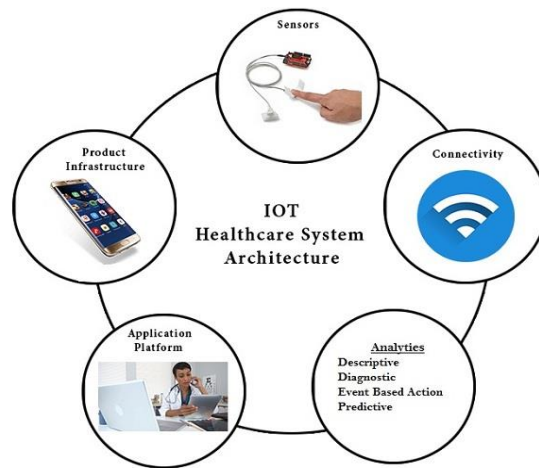 Sensors
Product
Infrastructure
Connectivity
IOT
Healthcare System
Architecture
Application
Platform
Analytics
Descriptive
Diagnostic
Event Based Action
Predictive